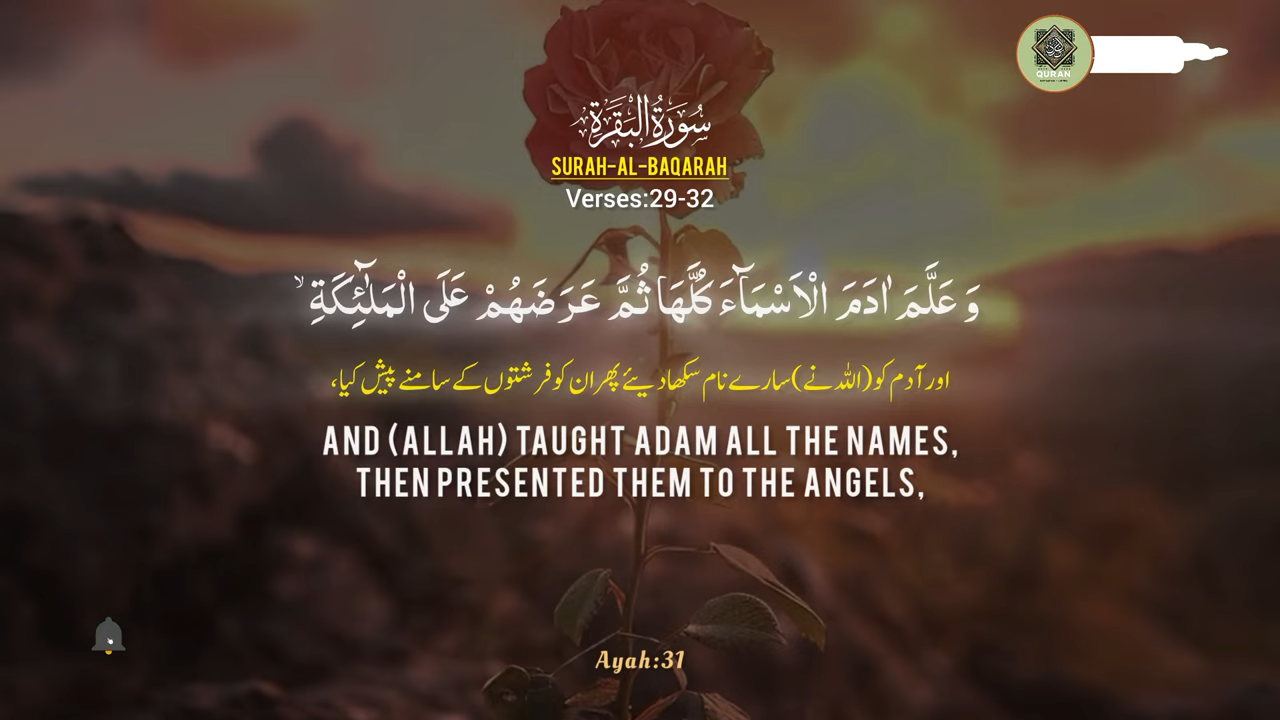 QURAN
سُوْرَةُ الْبَقَرَة
SURAH-AL-BAQARAH
Verses:29-32
وَ عَلَّمَ اٰدَمَ الْاَسْمَآءَ كُلَّهَا ثُمَّ عَرَضَهُمْ عَلَى الْمَلٰٓئِكَةِ ۙ
اور آدم کو (اللہ نے) سارے نام سکھا دیئے پھر ان کو فرشتوں کے سامنے پیش کیا،
AND (ALLAH) TAUGHT ADAM ALL THE NAMES,
THEN PRESENTED THEM TO THE ANGELS,
Ayah:31